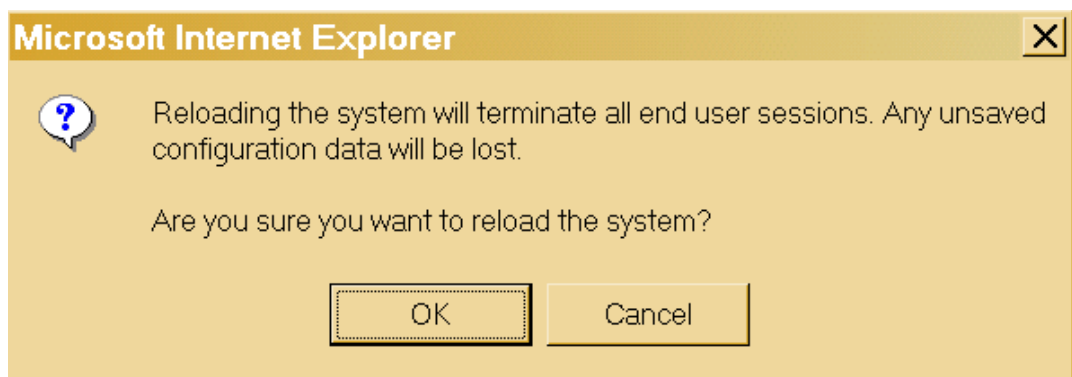 Microsoft Internet Explorer
Reloading the system will terminate all end user sessions. Any unsaved
configuration data will be lost.
Are you sure you want to reload the system?
OK
Cancel